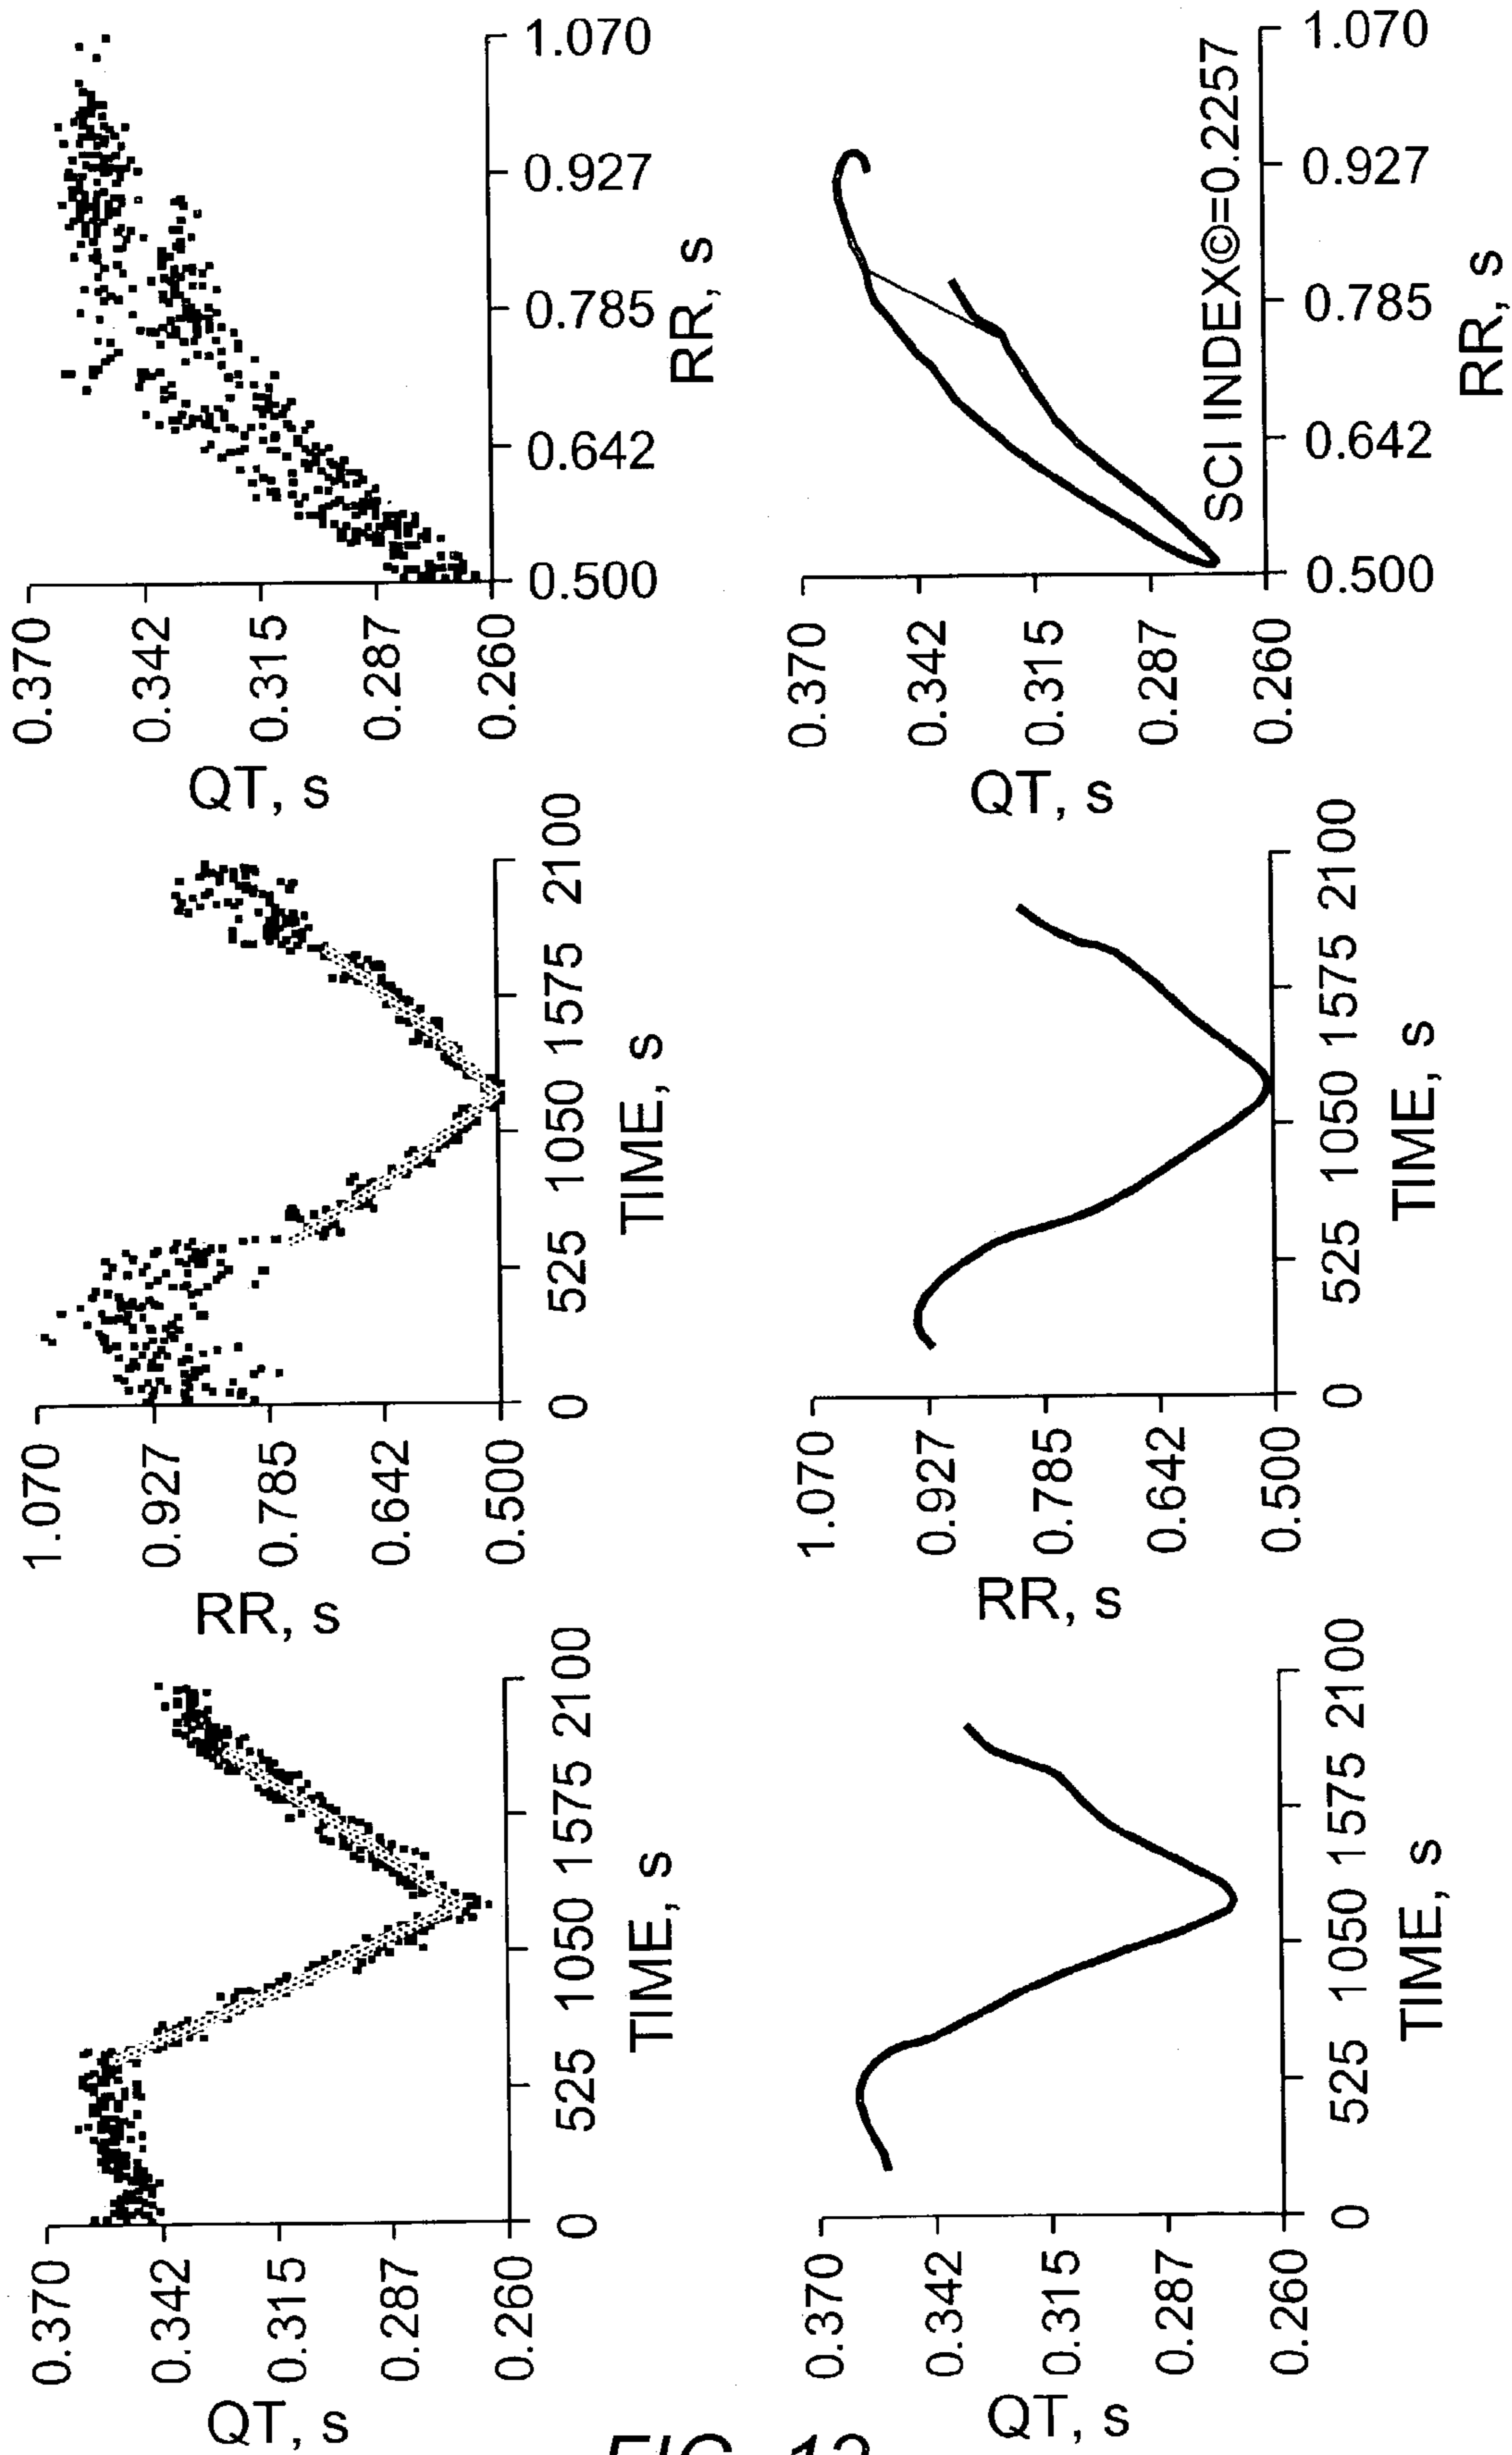 QT, s
0.370
0.342
0.315
0.287
0.260
0 525 1050 1575 2100
TIME, s
RR, s
1.070
0.927
0.785
0.642
0.500
0 525 1050 1575 2100
TIME, s
QT, s
0.370
0.342
0.315
0.287
0.260
0.500 0.642 0.785 0.927 1.070
RR, s
QT, s
0.370
0.342
0.315
0.287
0.260
0 525 1050 1575 2100
TIME, s
RR, s
1.070
0.927
0.785
0.642
0.500
0 525 1050 1575 2100
TIME, s
QT, s
0.370
0.342
0.315
0.287
0.260
SCI INDEX©=0.2257
0.500 0.642 0.785 0.927 1.070
RR, s
FIG.